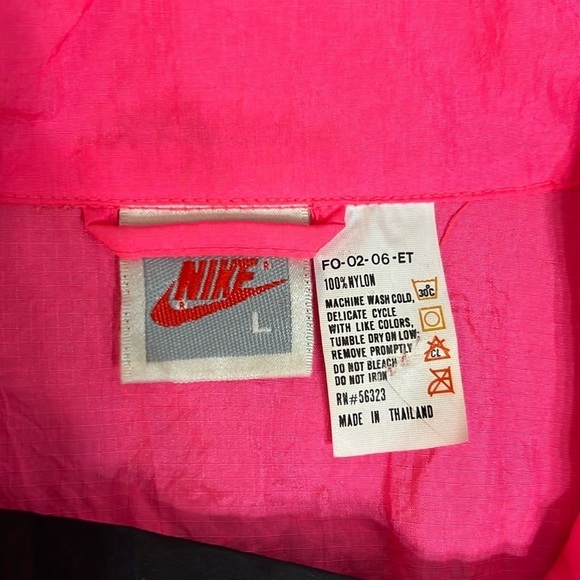 NIKE
L
FO-02-06-ET
100% NYLON
MACHINE WASH COLD,
DELICATE CYCLE
WITH LIKE COLORS,
TUMBLE DRY ON LOW
REMOVE PROMPTLY
DO NOT BLEACH
DO NOT IRON
RN#56323
MADE IN THAILAND
30C
CL